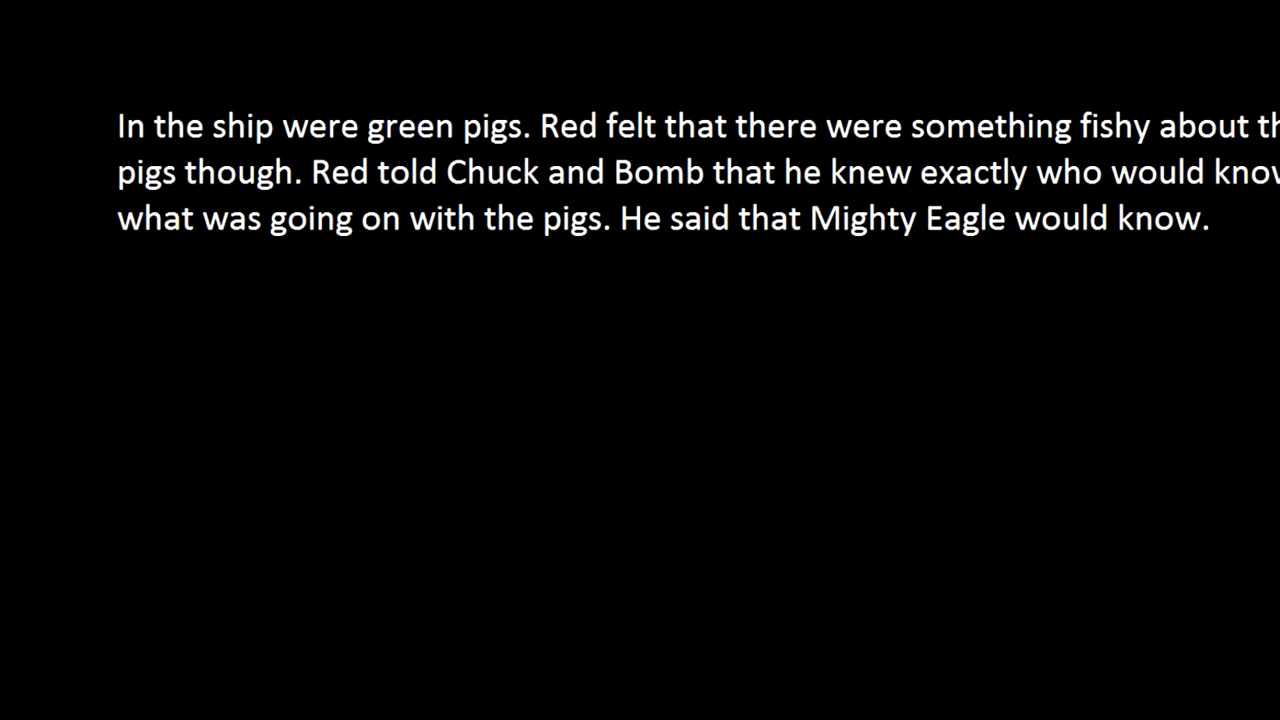 In the ship were green pigs. Red felt that there were something fishy about
pigs though. Red told Chuck and Bomb that he knew exactly who would
what was going on with the pigs. He said that Mighty Eagle would know.